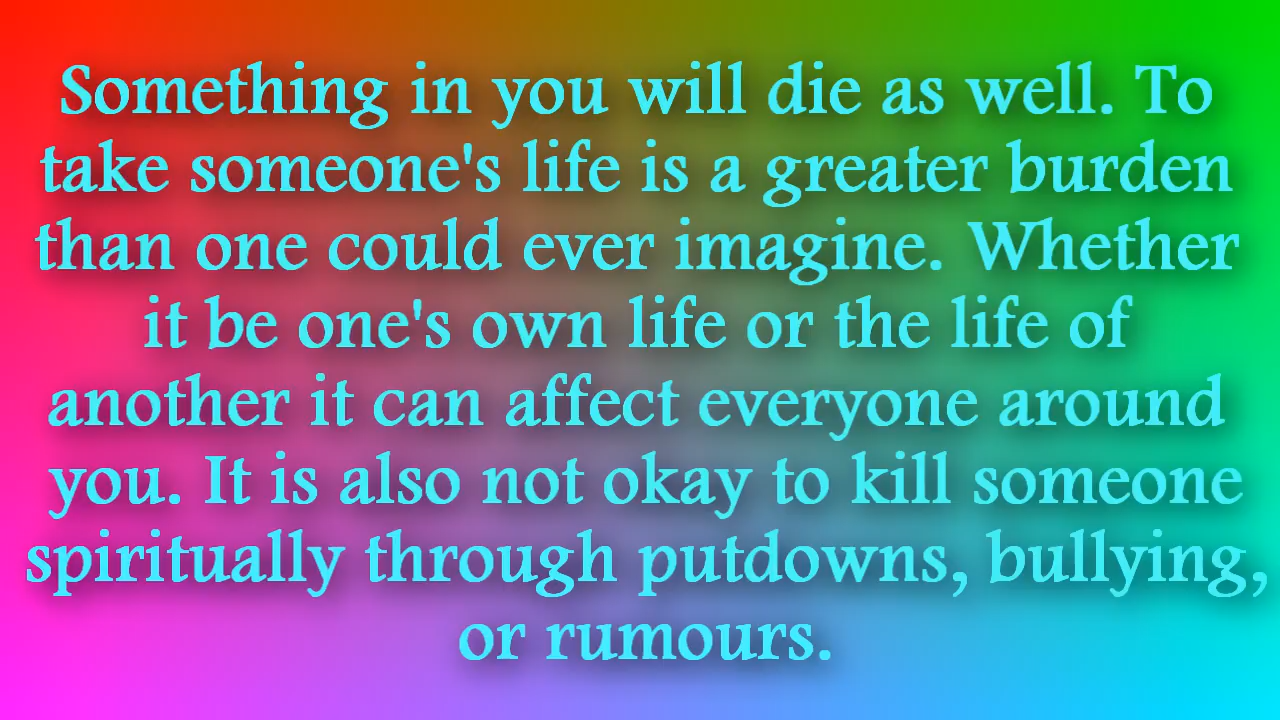 Something in you will die as well. To
take someone's life is a greater burden
than one could ever imagine. Whether
it be one's own life or the life of
another it can affect everyone around
you. It is also not okay to kill someone
spiritually through putdowns, bullying,
or rumours.